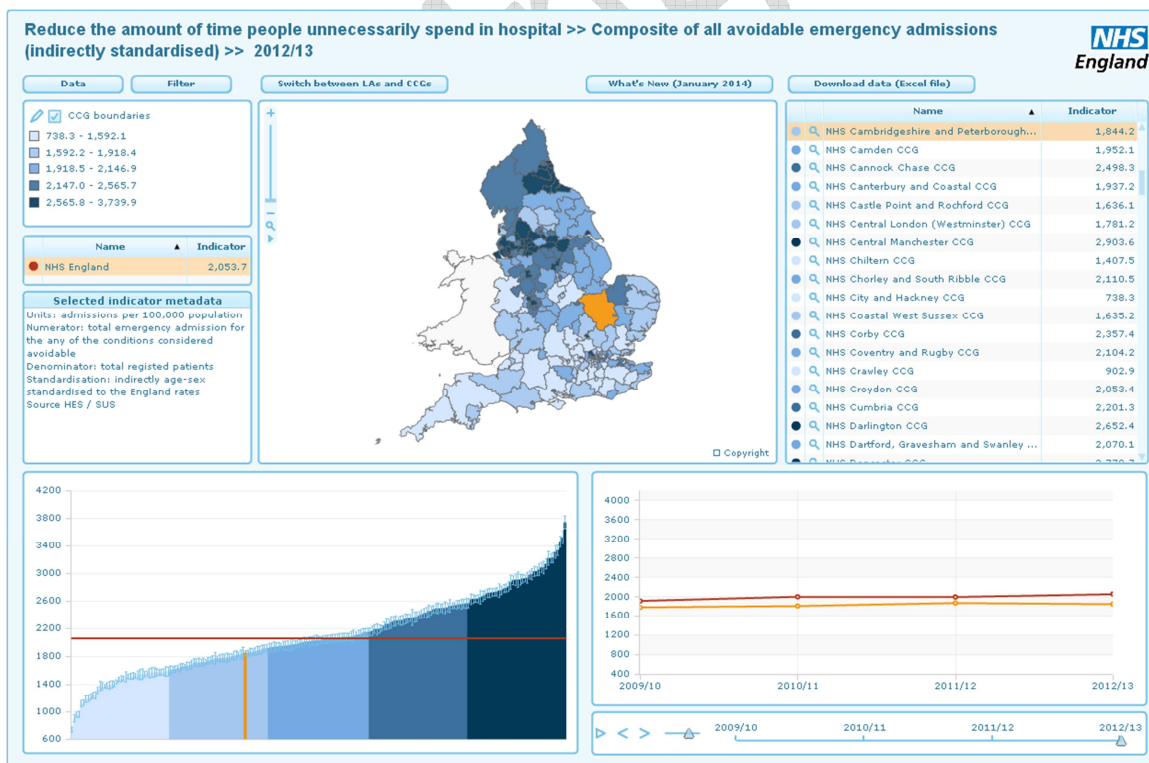 Reduce the amount of time people unnecessarily spend in hospital >> Composite of all avoidable emergency admissions
(indirectly standardised) >> 2012/13
NHS
England
Data
Filter
Switch between LAs and CCGs
What's New (January 2014)
Download data (Excel file)
CCG boundaries
738.3 - 1,592.1
1,592.2 - 1,918.4
1,918.5 - 2,146.9
2,147.0 - 2,565.7
2,565.8 - 3,739.9
Name ▲ Indicator
NHS England 2,053.7
Selected indicator metadata
Units: admissions per 100,000 population
Numerator: total emergency admission for
the any of the conditions considered
avoidable
Denominator: total registed patients
Standardisation: indirectly age-sex
standardised to the England rates
Source HES / SUS
Copyright
Name ▲ Indicator
NHS Cambridgeshire and Peterborough... 1,844.2
NHS Camden CCG 1,952.1
NHS Cannock Chase CCG 2,498.3
NHS Canterbury and Coastal CCG 1,937.2
NHS Castle Point and Rochford CCG 1,636.1
NHS Central London (Westminster) CCG 1,781.2
NHS Central Manchester CCG 2,903.6
NHS Chiltern CCG 1,407.5
NHS Chorley and South Ribble CCG 2,110.5
NHS City and Hackney CCG 738.3
NHS Coastal West Sussex CCG 1,635.2
NHS Corby CCG 2,357.4
NHS Coventry and Rugby CCG 2,104.2
NHS Crawley CCG 902.9
NHS Croydon CCG 2,053.4
NHS Cumbria CCG 2,201.3
NHS Darlington CCG 2,652.4
NHS Dartford, Gravesham and Swanley ... 2,070.1
4200
3800
3400
3000
2600
2200
1800
1400
1000
600
4000
3600
3200
2800
2400
2000
1600
1200
800
400
2009/10 2010/11 2011/12 2012/13
2009/10 2010/11 2011/12 2012/13